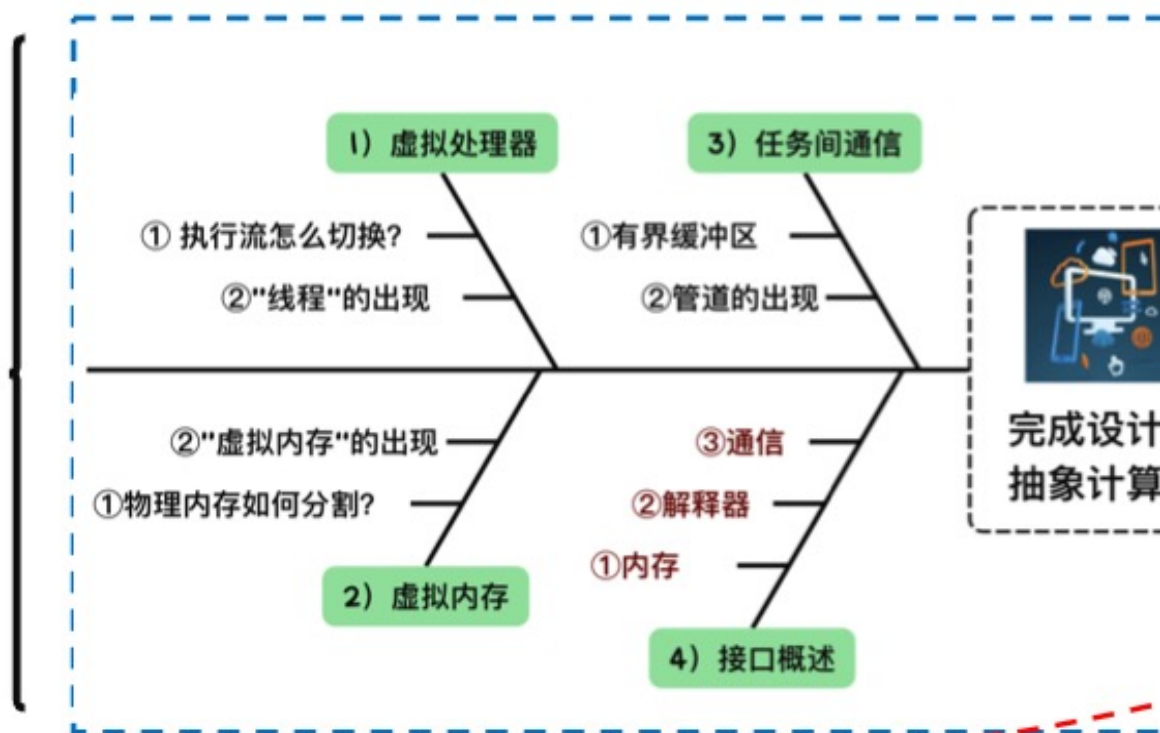 1）虚拟处理器
① 执行流怎么切换?
②"线程"的出现
3）任务间通信
①有界缓冲区
②管道的出现
②"虚拟内存"的出现
①物理内存如何分割?
2）虚拟内存
③通信
②解释器
①内存
4）接口概述
完成设计
抽象计算